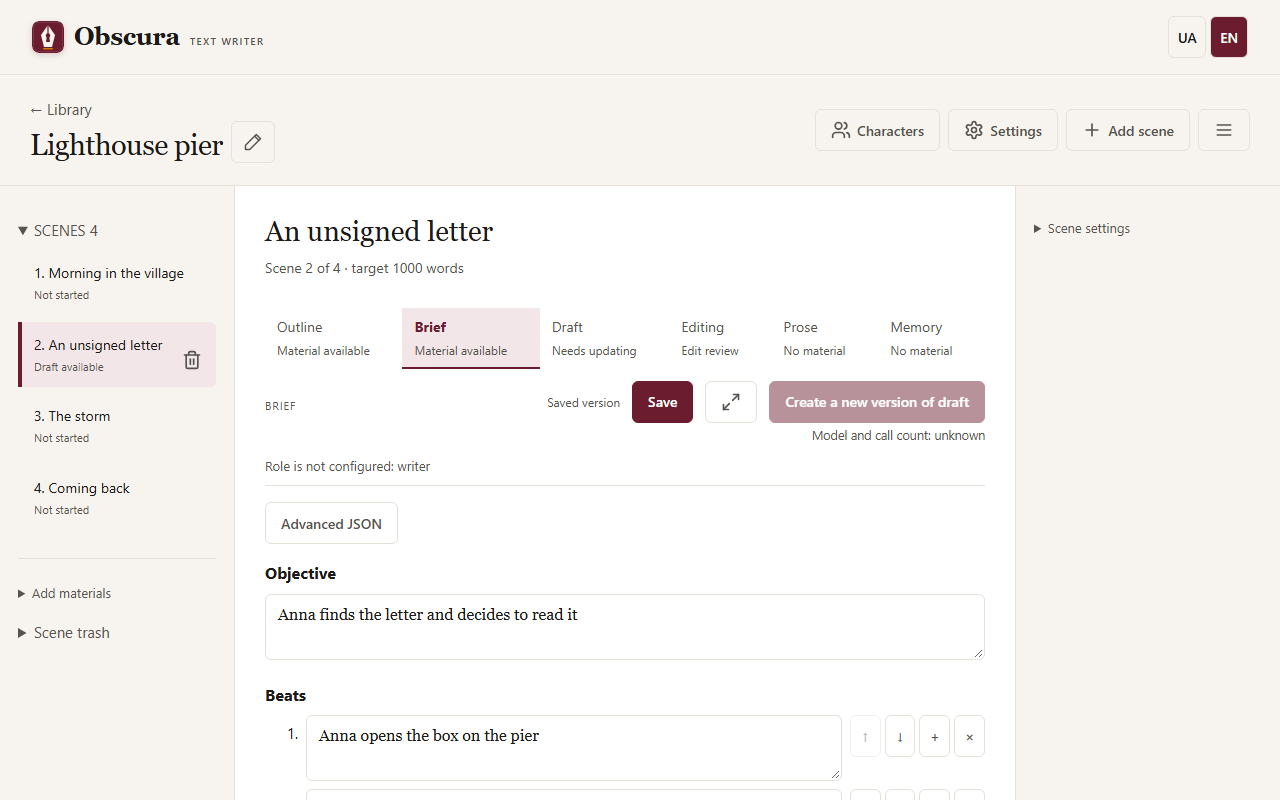 Obscura TEXT WRITER
UA EN
← Library
Lighthouse pier
Characters Settings + Add scene
▼ SCENES 4
1. Morning in the village
Not started
2. An unsigned letter
Draft available
3. The storm
Not started
4. Coming back
Not started
▶ Add materials
▶ Scene trash
An unsigned letter
Scene 2 of 4 · target 1000 words
Outline Brief Draft Editing Prose Memory
Material available Material available Needs updating Edit review No material No material
BRIEF Saved version Save Create a new version of draft
Model and call count: unknown
Role is not configured: writer
Advanced JSON
Objective
Anna finds the letter and decides to read it
Beats
1. Anna opens the box on the pier ↑ ↓ + ×
▶ Scene settings